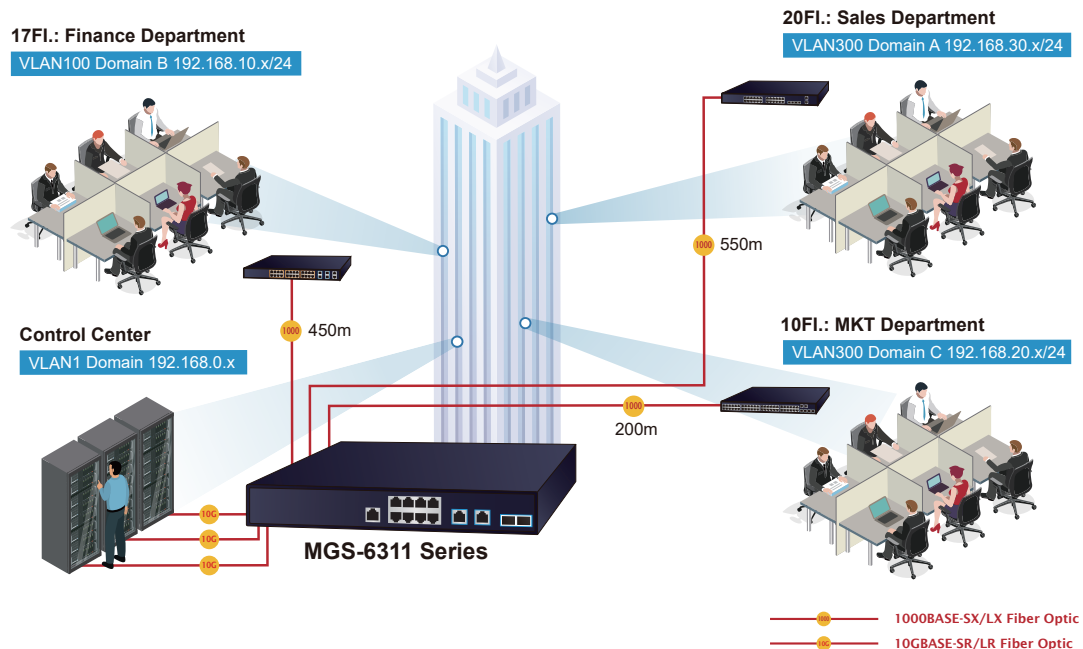 17Fl.: Finance Department
VLAN100 Domain B 192.168.10.x/24
20Fl.: Sales Department
VLAN300 Domain A 192.168.30.x/24
1000
550m
1000
450m
Control Center
VLAN1 Domain 192.168.0.x
10Fl.: MKT Department
VLAN300 Domain C 192.168.20.x/24
1000
200m
10G
10G
10G
MGS-6311 Series
1000
1000BASE-SX/LX Fiber Optic
10G
10GBASE-SR/LR Fiber Optic